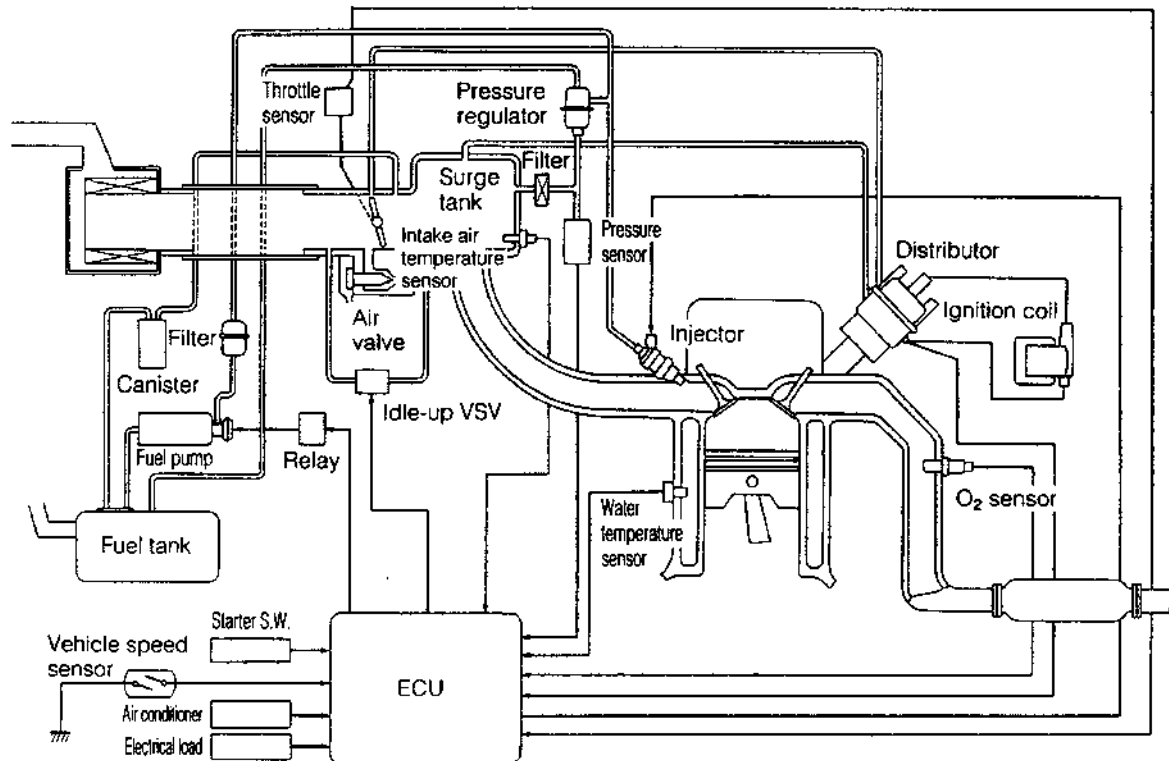 Throttle
sensor
Pressure
regulator
Filter
Surge
tank
Intake air
temperature
sensor
Pressure
sensor
Distributor
Ignition coil
Air
valve
Injector
Filter
Canister
Idle-up VSV
Fuel pump
Relay
O₂ sensor
Water
temperature
sensor
Fuel tank
Starter S.W.
Vehicle speed
sensor
ECU
Air conditioner
Electrical load